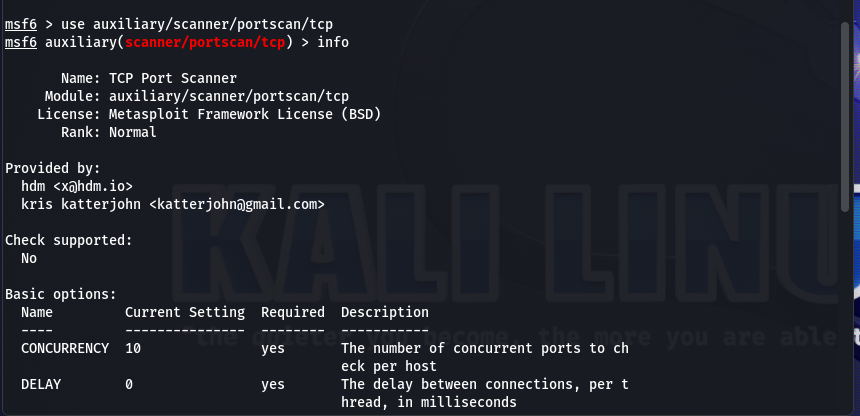 msf6 > use auxiliary/scanner/portscan/tcp
msf6 auxiliary(scanner/portscan/tcp) > info
Name: TCP Port Scanner
Module: auxiliary/scanner/portscan/tcp
License: Metasploit Framework License (BSD)
Rank: Normal
Provided by:
hdm <x@hdm.io>
kris katterjohn <katterjohn@gmail.com>
Check supported:
No
KALI LINU
Basic options:
Name Current Setting Required Description
---- --------------- -------- -----------
"the quieter you become, the more you are able t
CONCURRENCY 10 yes The number of concurrent ports to ch
eck per host
DELAY 0 yes The delay between connections, per t
hread, in milliseconds